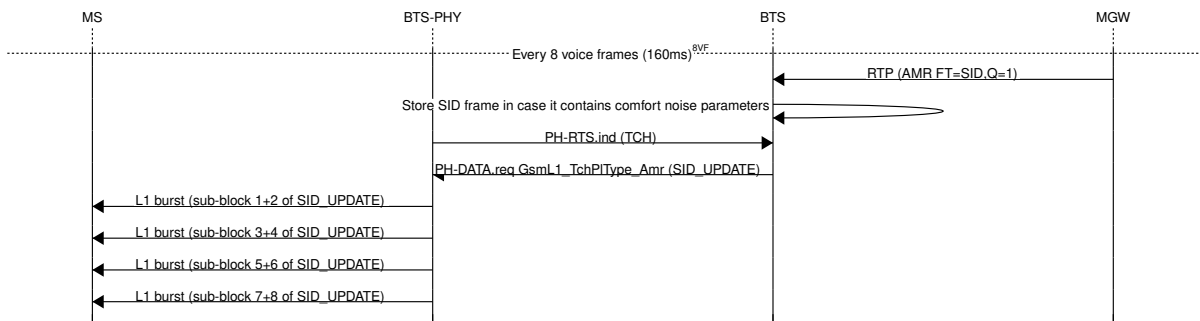 MS BTS-PHY BTS MGW
Every 8 voice frames (160ms)8VF
RTP (AMR FT=SID,Q=1)
Store SID frame in case it contains comfort noise parameters
PH-RTS.ind (TCH)
PH-DATA.req GsmL1_TchPlType_Amr (SID_UPDATE)
L1 burst (sub-block 1+2 of SID_UPDATE)
L1 burst (sub-block 3+4 of SID_UPDATE)
L1 burst (sub-block 5+6 of SID_UPDATE)
L1 burst (sub-block 7+8 of SID_UPDATE)